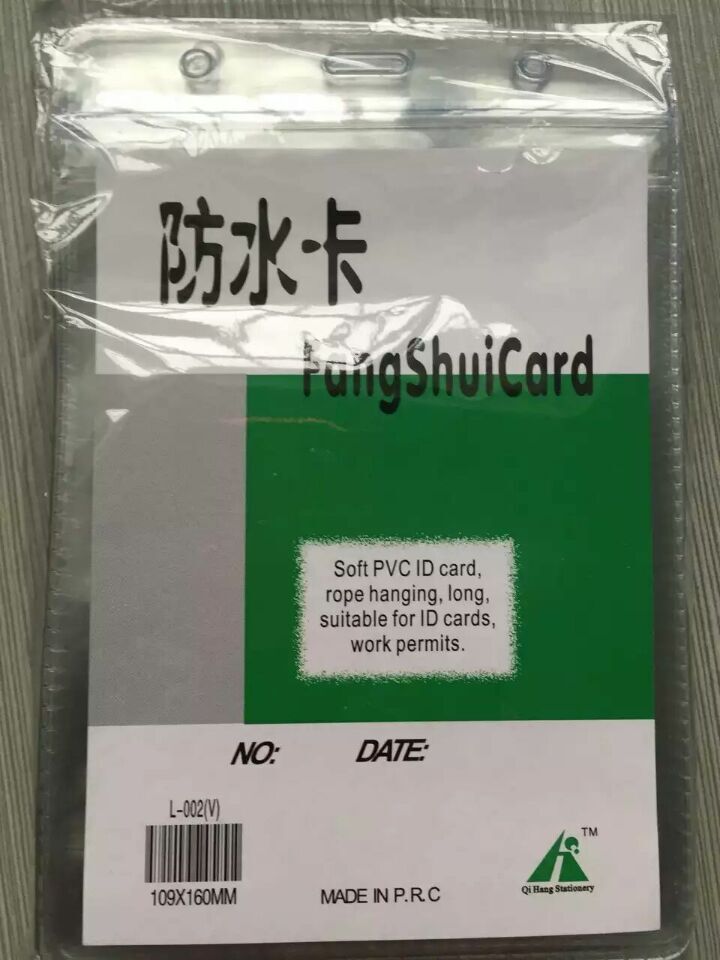 防水卡
FangShuiCard
Soft PVC ID card,
rope hanging, long,
suitable for ID cards,
work permits.
NO: DATE:
L-002(V)
109X160MM
MADE IN P.R.C
TM
Qi Hang Stationery